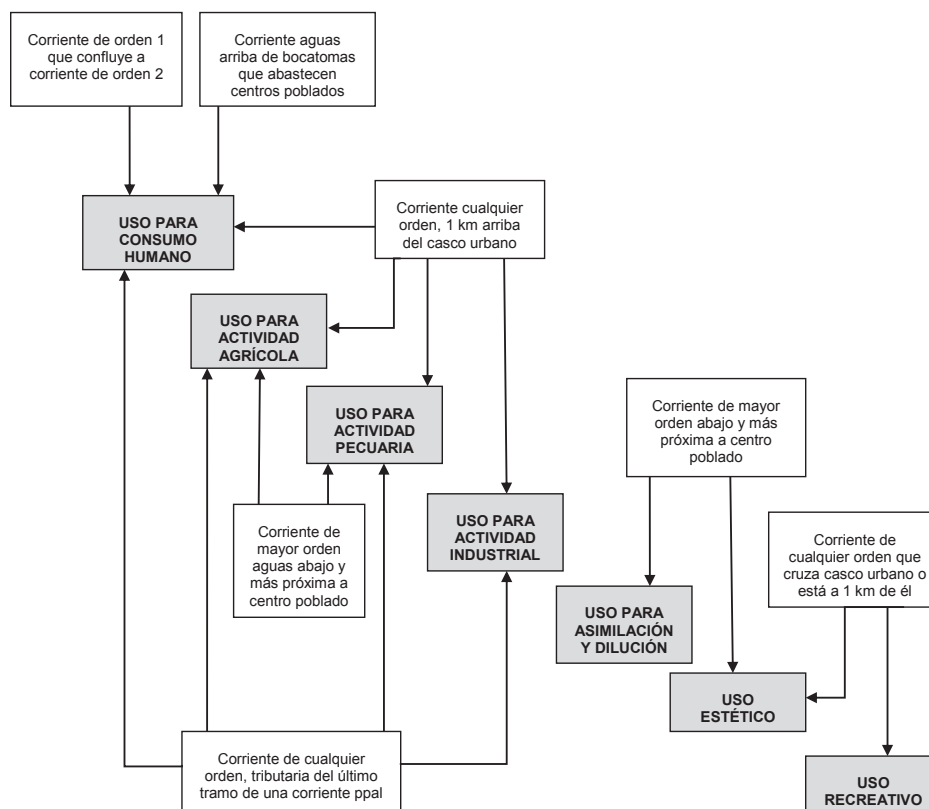 Corriente de orden 1
que confluye a
corriente de orden 2
Corriente aguas
arriba de bocatomas
que abastecen
centros poblados
USO PARA
CONSUMO
HUMANO
Corriente cualquier
orden, 1 km arriba
del casco urbano
USO PARA
ACTIVIDAD
AGRÍCOLA
USO PARA
ACTIVIDAD
PECUARIA
Corriente de mayor
orden abajo y más
próxima a centro
poblado
USO PARA
ACTIVIDAD
INDUSTRIAL
Corriente de
mayor orden
aguas abajo y
más próxima a
centro poblado
Corriente de
cualquier orden que
cruza casco urbano o
está a 1 km de él
USO PARA
ASIMILACIÓN
Y DILUCIÓN
USO
ESTÉTICO
Corriente de cualquier
orden, tributaria del último
tramo de una corriente ppal
USO
RECREATIVO